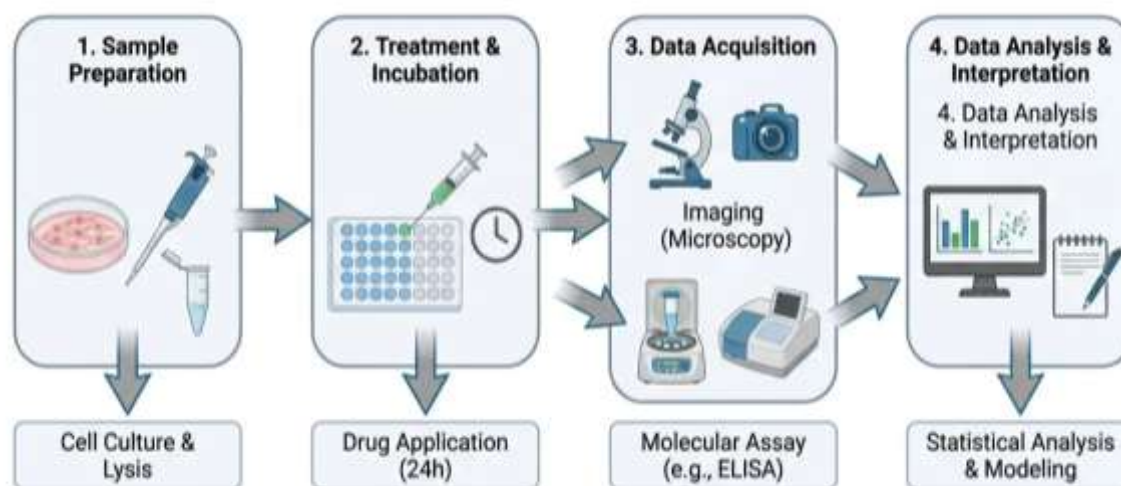 1. Sample
Preparation
Cell Culture &
Lysis
2. Treatment &
Incubation
Drug Application
(24h)
3. Data Acquisition
Imaging
(Microscopy)
Molecular Assay
(e.g., ELISA)
4. Data Analysis &
Interpretation
4. Data Analysis
& Interpretation
Statistical Analysis
& Modeling